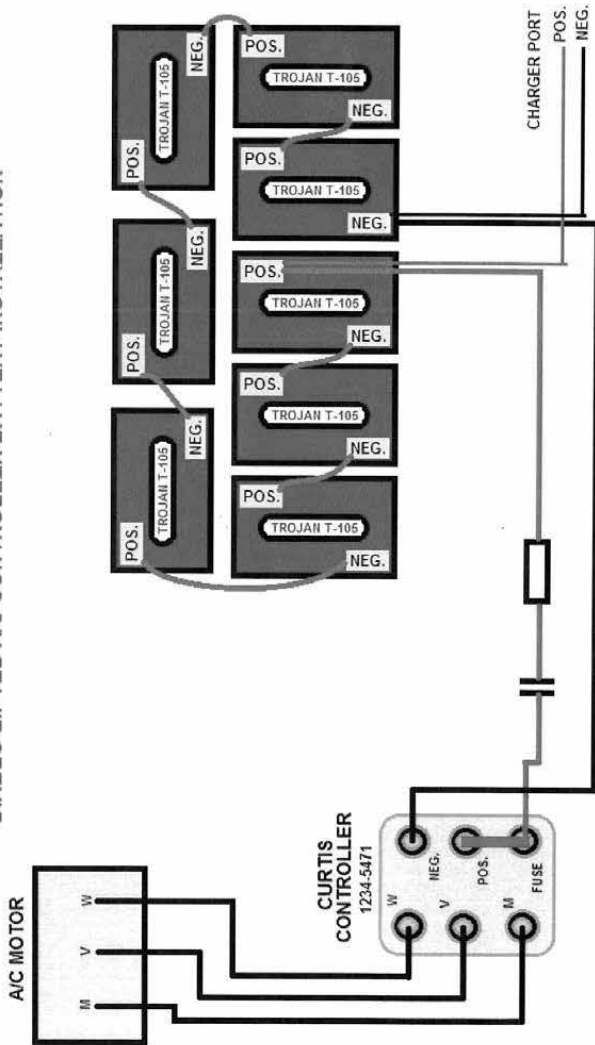 A/C MOTOR
M
V
W
CURTIS
CONTROLLER
1234-5471
W
V
M
NEG.
POS.
FUSE
POS.
TROJAN T-105
NEG.
POS.
TROJAN T-105
NEG.
POS.
TROJAN T-105
NEG.
POS.
TROJAN T-105
NEG.
POS.
TROJAN T-105
NEG.
POS.
TROJAN T-105
NEG.
POS.
TROJAN T-105
NEG.
POS.
TROJAN T-105
NEG.
CHARGER PORT
POS.
NEG.